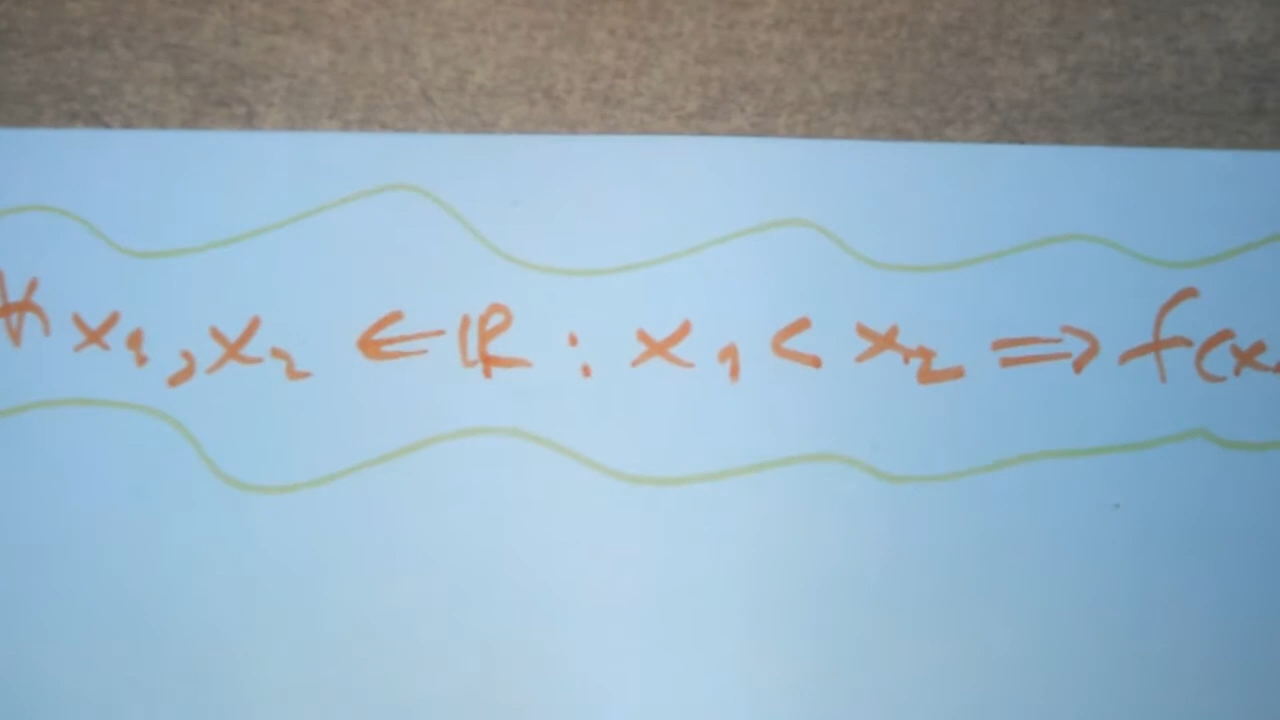 ∀ x₁, x₂ ∈ ℝ : x₁ < x₂ ⇒ f(x